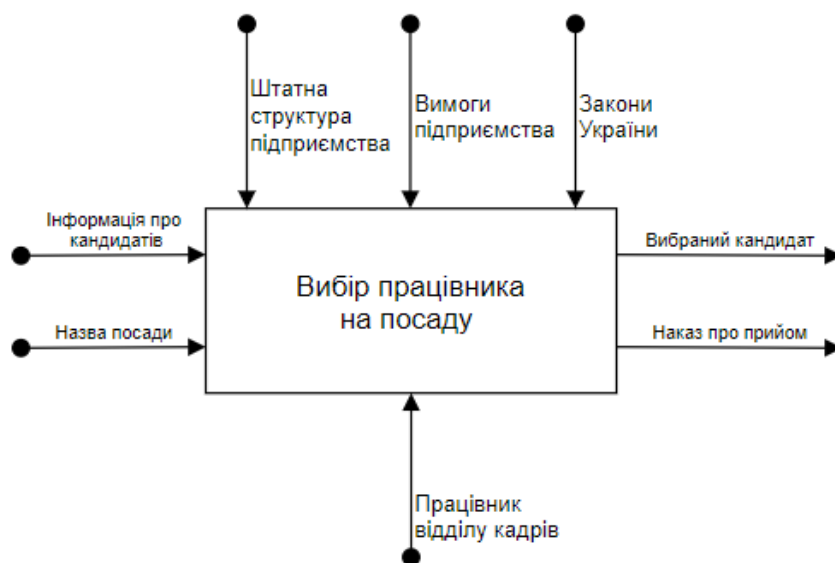 Штатна
структура
підприємства
Вимоги
підприємства
Закони
України
Інформація про
кандидатів
Назва посади
Вибір працівника
на посаду
Вибраний кандидат
Наказ про прийом
Працівник
відділу кадрів